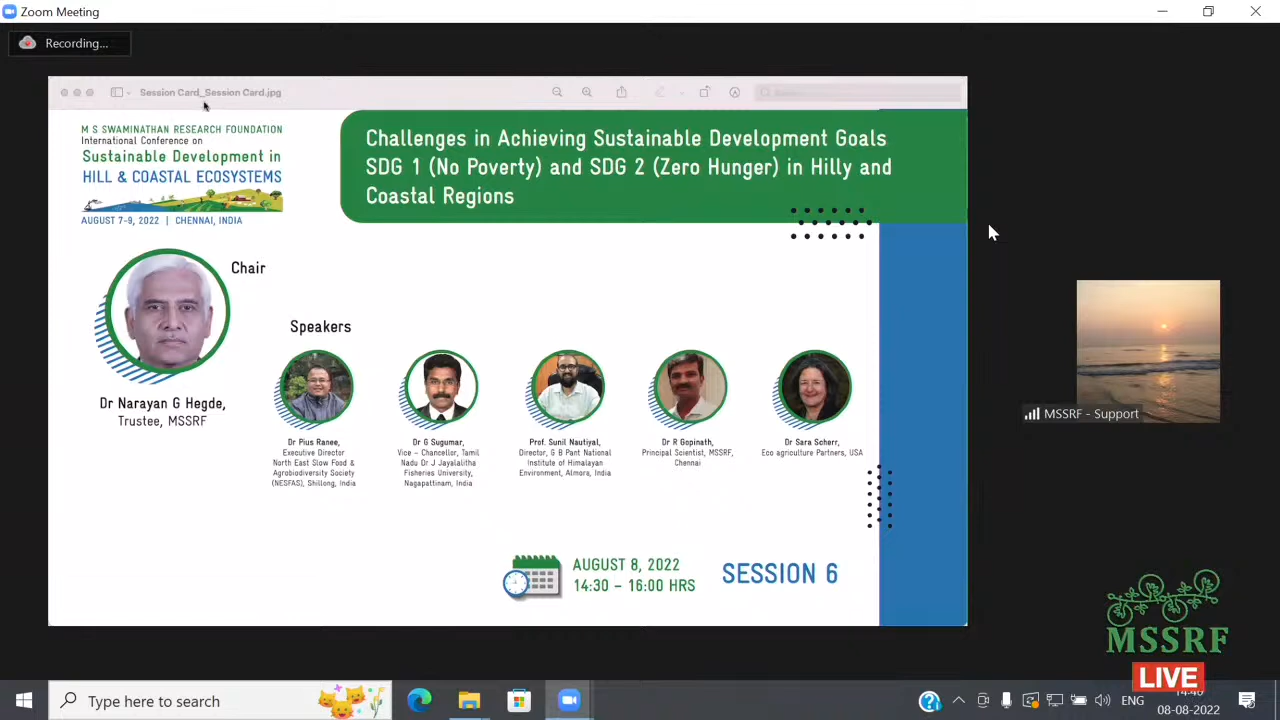 Zoom Meeting
Recording...
Session Card_Session Card.jpg
Search
M S SWAMINATHAN RESEARCH FOUNDATION
International Conference on
Sustainable Development in
HILL & COASTAL ECOSYSTEMS
AUGUST 7-9, 2022 | CHENNAI, INDIA
Challenges in Achieving Sustainable Development Goals
SDG 1 (No Poverty) and SDG 2 (Zero Hunger) in Hilly and
Coastal Regions
Chair
Dr Narayan G Hegde,
Trustee, MSSRF
Speakers
Dr Pius Ranee,
Executive Director
North East Slow Food &
Agrobiodiversity Society
(NESFAS), Shillong, India
Dr G Sugumar,
Vice – Chancellor, Tamil
Nadu Dr J Jayalalitha
Fisheries University,
Nagapattinam, India
Prof. Sunil Nautiyal,
Director, G B Pant National
Institute of Himalayan
Environment, Almora, India
Dr R Gopinath,
Principal Scientist, MSSRF,
Chennai
Dr Sara Scherr,
Eco agriculture Partners, USA
AUGUST 8, 2022
14:30 – 16:00 HRS
SESSION 6
MSSRF - Support
MSSRF
LIVE
Type here to search
ENG
08-08-2022